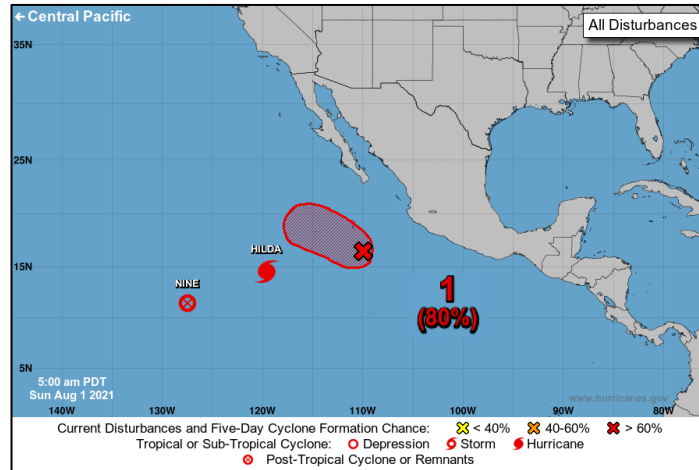 ← Central Pacific
All Disturbances
35N
25N
HILDA
15N
NINE
1
(80%)
5N
5:00 am PDT
Sun Aug 1 2021
www.hurricanes.gov
140W 130W 120W 110W 100W 90W 80W
Current Disturbances and Five-Day Cyclone Formation Chance: < 40% 40-60% > 60%
Tropical or Sub-Tropical Cyclone: Depression Storm Hurricane
Post-Tropical Cyclone or Remnants